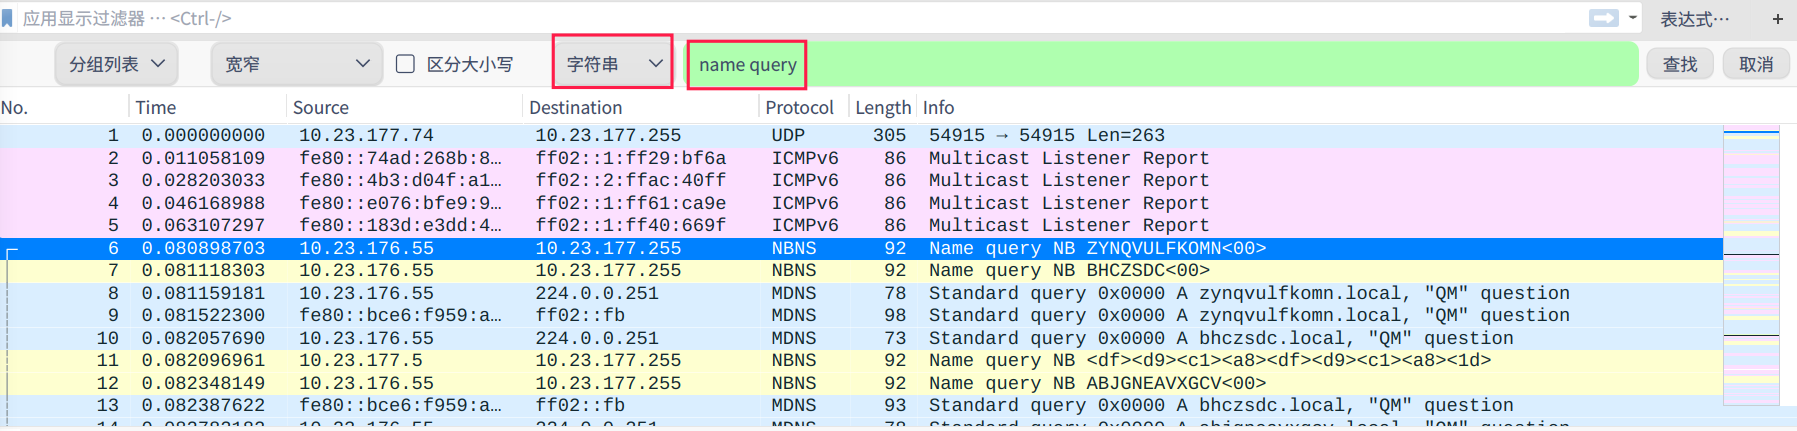 应用显示过滤器 … <Ctrl-/> 表达式… +
分组列表 宽窄 区分大小写 字符串 name query 查找 取消
No. Time Source Destination Protocol Length Info
1 0.000000000 10.23.177.74 10.23.177.255 UDP 305 54915 → 54915 Len=263
2 0.011058109 fe80::74ad:268b:8… ff02::1:ff29:bf6a ICMPv6 86 Multicast Listener Report
3 0.028203033 fe80::4b3:d04f:a1… ff02::2:ffac:40ff ICMPv6 86 Multicast Listener Report
4 0.046168988 fe80::e076:bfe9:9… ff02::1:ff61:ca9e ICMPv6 86 Multicast Listener Report
5 0.063107297 fe80::183d:e3dd:4… ff02::1:ff40:669f ICMPv6 86 Multicast Listener Report
6 0.080898703 10.23.176.55 10.23.177.255 NBNS 92 Name query NB ZYNQVULFKOMN<00>
7 0.081118303 10.23.176.55 10.23.177.255 NBNS 92 Name query NB BHCZSDC<00>
8 0.081159181 10.23.176.55 224.0.0.251 MDNS 78 Standard query 0x0000 A zynqvulfkomn.local, "QM" question
9 0.081522300 fe80::bce6:f959:a… ff02::fb MDNS 98 Standard query 0x0000 A zynqvulfkomn.local, "QM" question
10 0.082057690 10.23.176.55 224.0.0.251 MDNS 73 Standard query 0x0000 A bhczsdc.local, "QM" question
11 0.082096961 10.23.177.5 10.23.177.255 NBNS 92 Name query NB <df><d9><c1><a8><df><d9><c1><a8><1d>
12 0.082348149 10.23.176.55 10.23.177.255 NBNS 92 Name query NB ABJGNEAVXGCV<00>
13 0.082387622 fe80::bce6:f959:a… ff02::fb MDNS 93 Standard query 0x0000 A bhczsdc.local, "QM" question